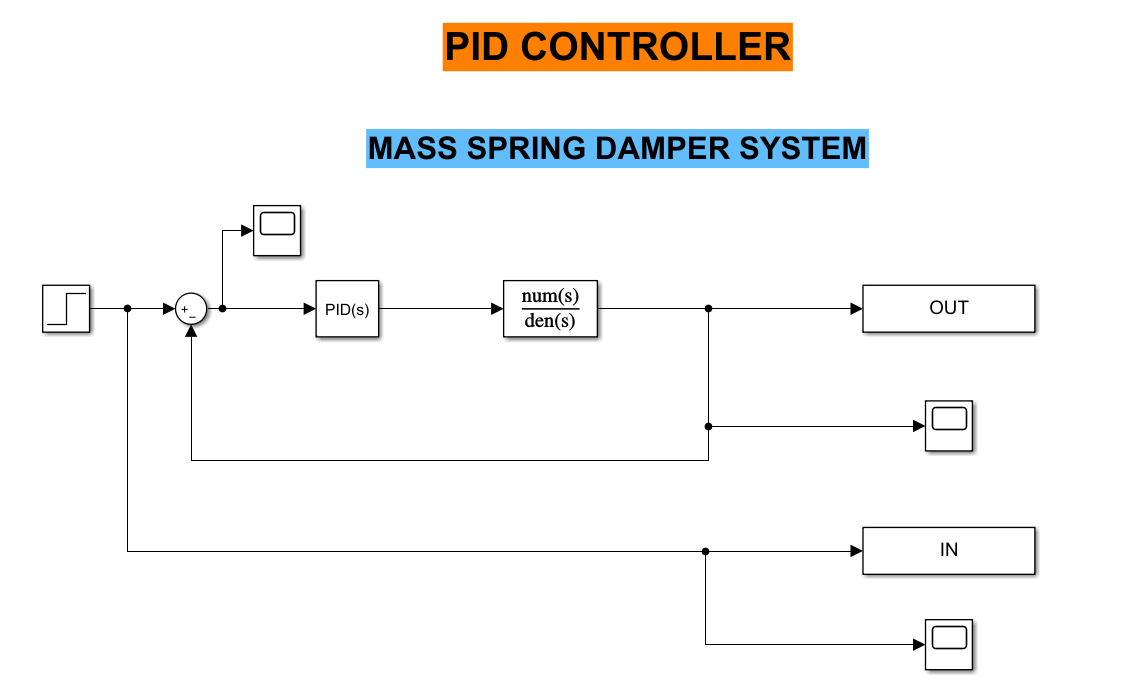 PID CONTROLLER
MASS SPRING DAMPER SYSTEM
+
_
PID(s)
num(s)
den(s)
OUT
IN